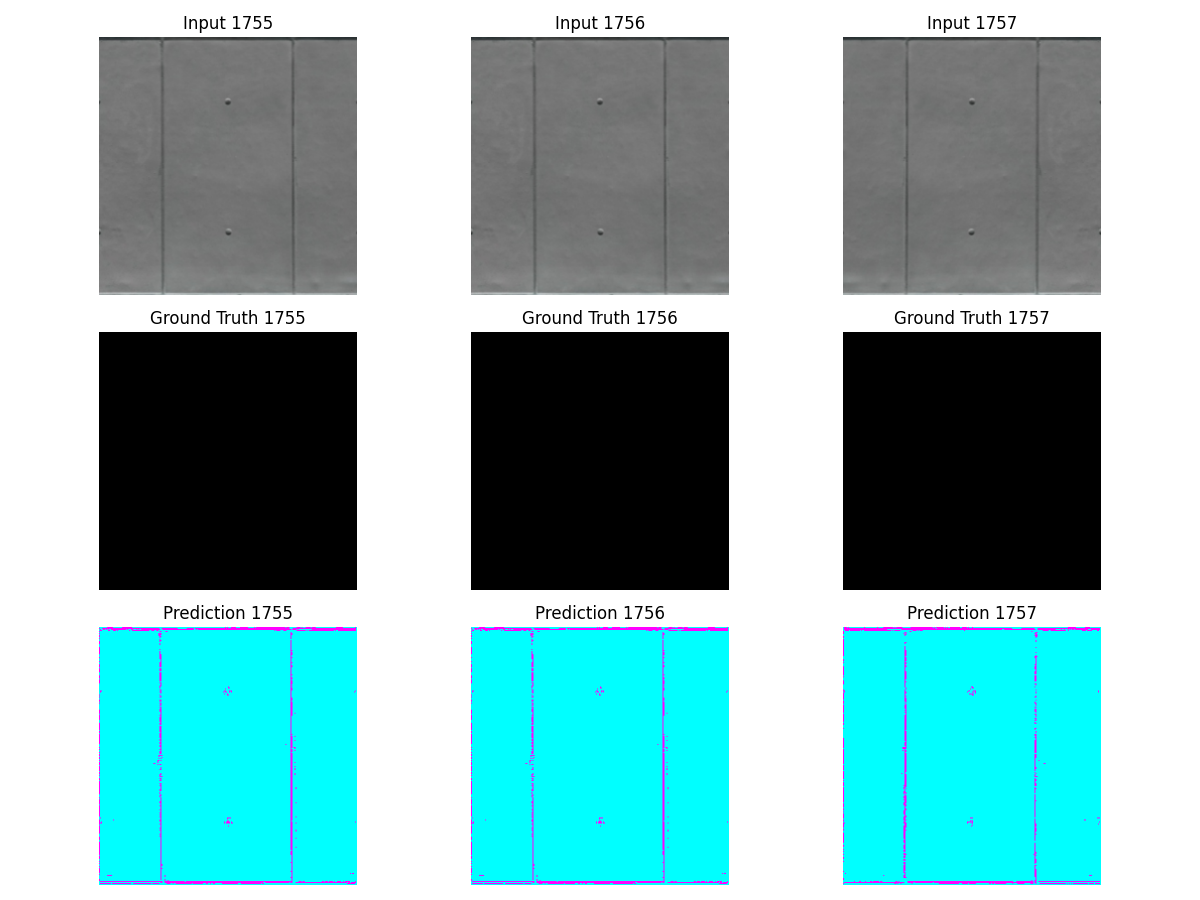 Input 1755
Input 1756
Input 1757
Ground Truth 1755
Ground Truth 1756
Ground Truth 1757
Prediction 1755
Prediction 1756
Prediction 1757